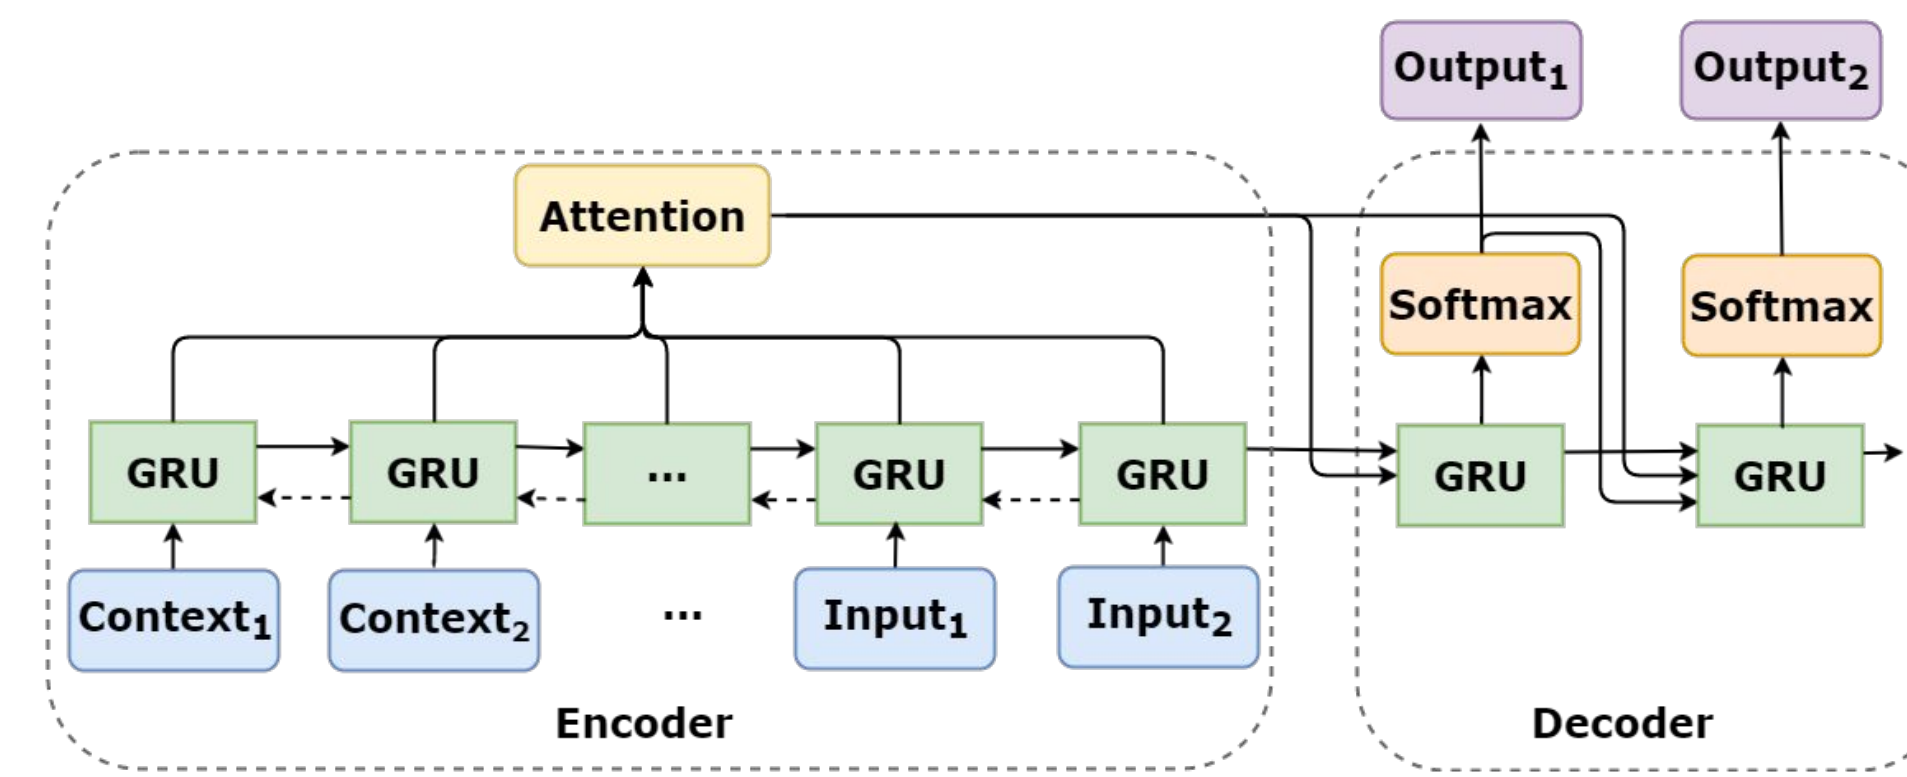 Output₁ Output₂
Attention
Softmax Softmax
GRU GRU ... GRU GRU GRU GRU
Context₁ Context₂ ... Input₁ Input₂
Encoder Decoder